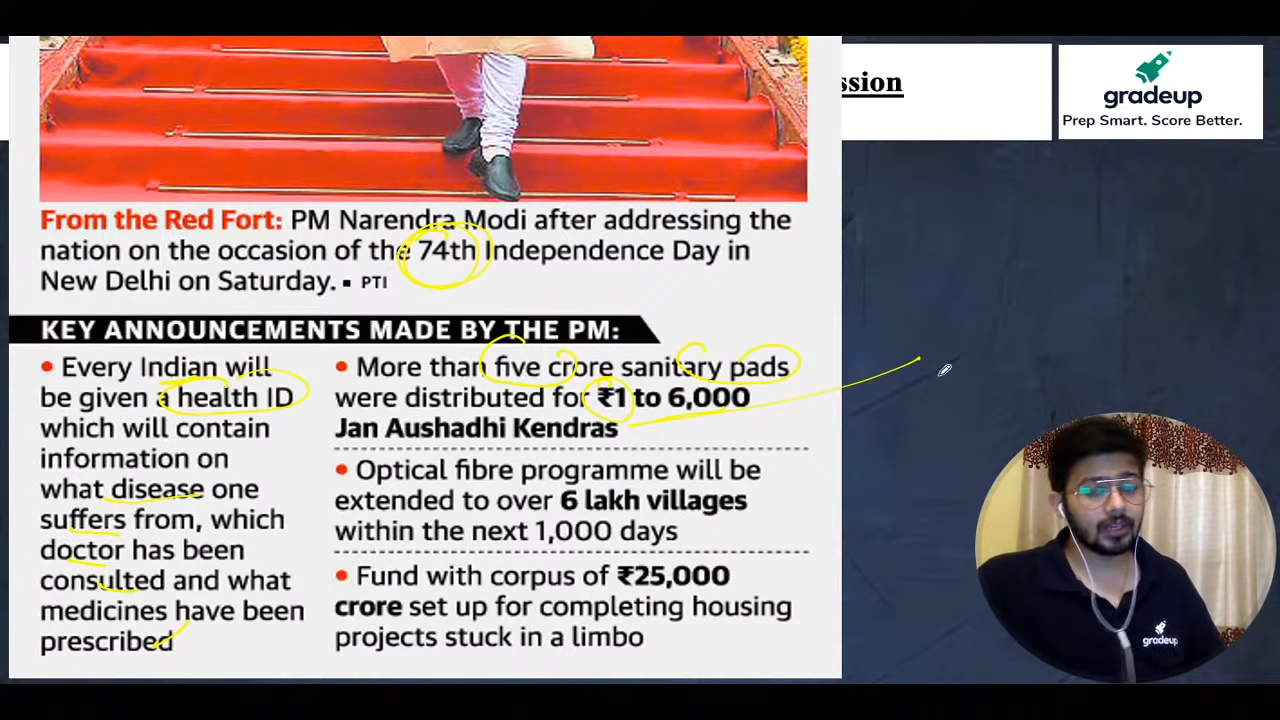 ssion
gradeup
Prep Smart. Score Better.
From the Red Fort: PM Narendra Modi after addressing the
nation on the occasion of the 74th Independence Day in
New Delhi on Saturday. ▪ PTI
KEY ANNOUNCEMENTS MADE BY THE PM:
• Every Indian will
be given a health ID
which will contain
information on
what disease one
suffers from, which
doctor has been
consulted and what
medicines have been
prescribed
• More than five crore sanitary pads
were distributed for ₹1 to 6,000
Jan Aushadhi Kendras
• Optical fibre programme will be
extended to over 6 lakh villages
within the next 1,000 days
• Fund with corpus of ₹25,000
crore set up for completing housing
projects stuck in a limbo
gradeup